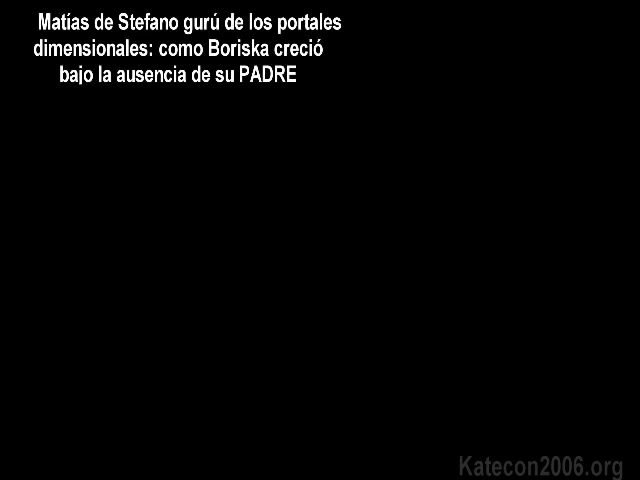 Matías de Stefano gurú de los portales
dimensionales: como Boriska creció
bajo la ausencia de su PADRE
Katecon2006.org